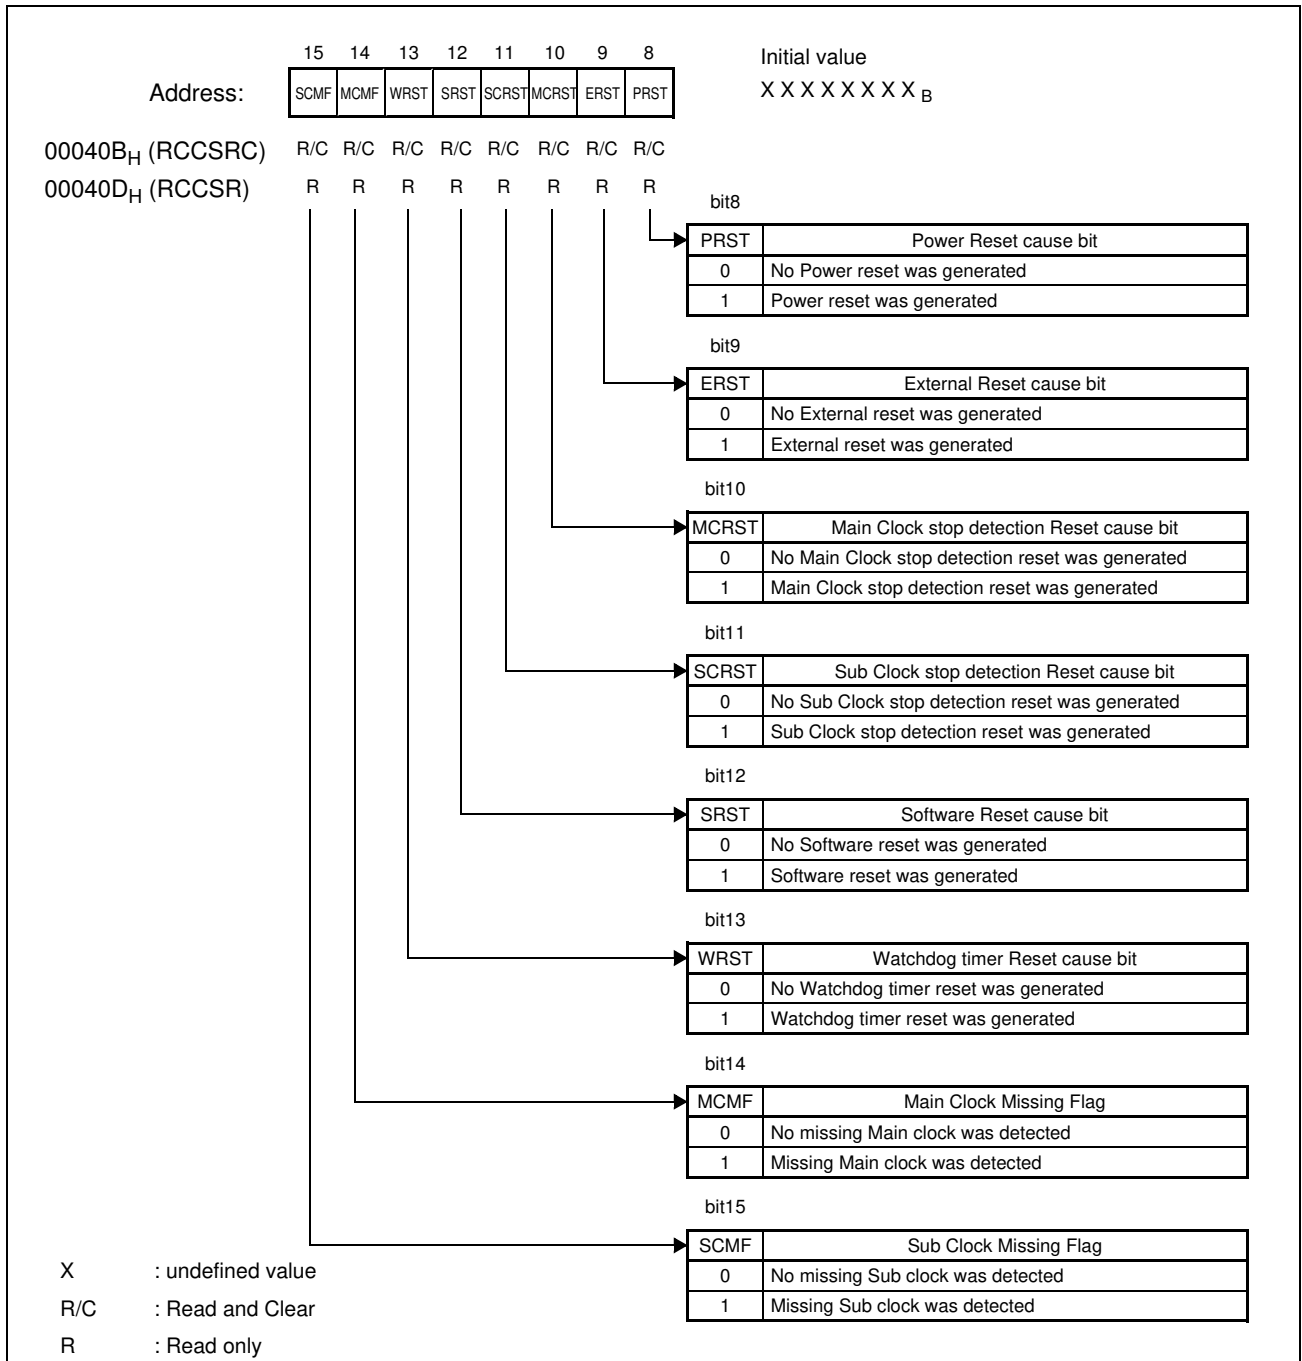 15 14 13 12 11 10 9 8 Initial value
Address: SCMF MCMF WRST SRST SCRST MCRST ERST PRST X X X X X X X X B
00040BH (RCCSRC) R/C R/C R/C R/C R/C R/C R/C R/C
00040DH (RCCSR) R R R R R R R R
bit8
PRST Power Reset cause bit
0 No Power reset was generated
1 Power reset was generated
bit9
ERST External Reset cause bit
0 No External reset was generated
1 External reset was generated
bit10
MCRST Main Clock stop detection Reset cause bit
0 No Main Clock stop detection reset was generated
1 Main Clock stop detection reset was generated
bit11
SCRST Sub Clock stop detection Reset cause bit
0 No Sub Clock stop detection reset was generated
1 Sub Clock stop detection reset was generated
bit12
SRST Software Reset cause bit
0 No Software reset was generated
1 Software reset was generated
bit13
WRST Watchdog timer Reset cause bit
0 No Watchdog timer reset was generated
1 Watchdog timer reset was generated
bit14
MCMF Main Clock Missing Flag
0 No missing Main clock was detected
1 Missing Main clock was detected
bit15
SCMF Sub Clock Missing Flag
0 No missing Sub clock was detected
1 Missing Sub clock was detected
X : undefined value
R/C : Read and Clear
R : Read only